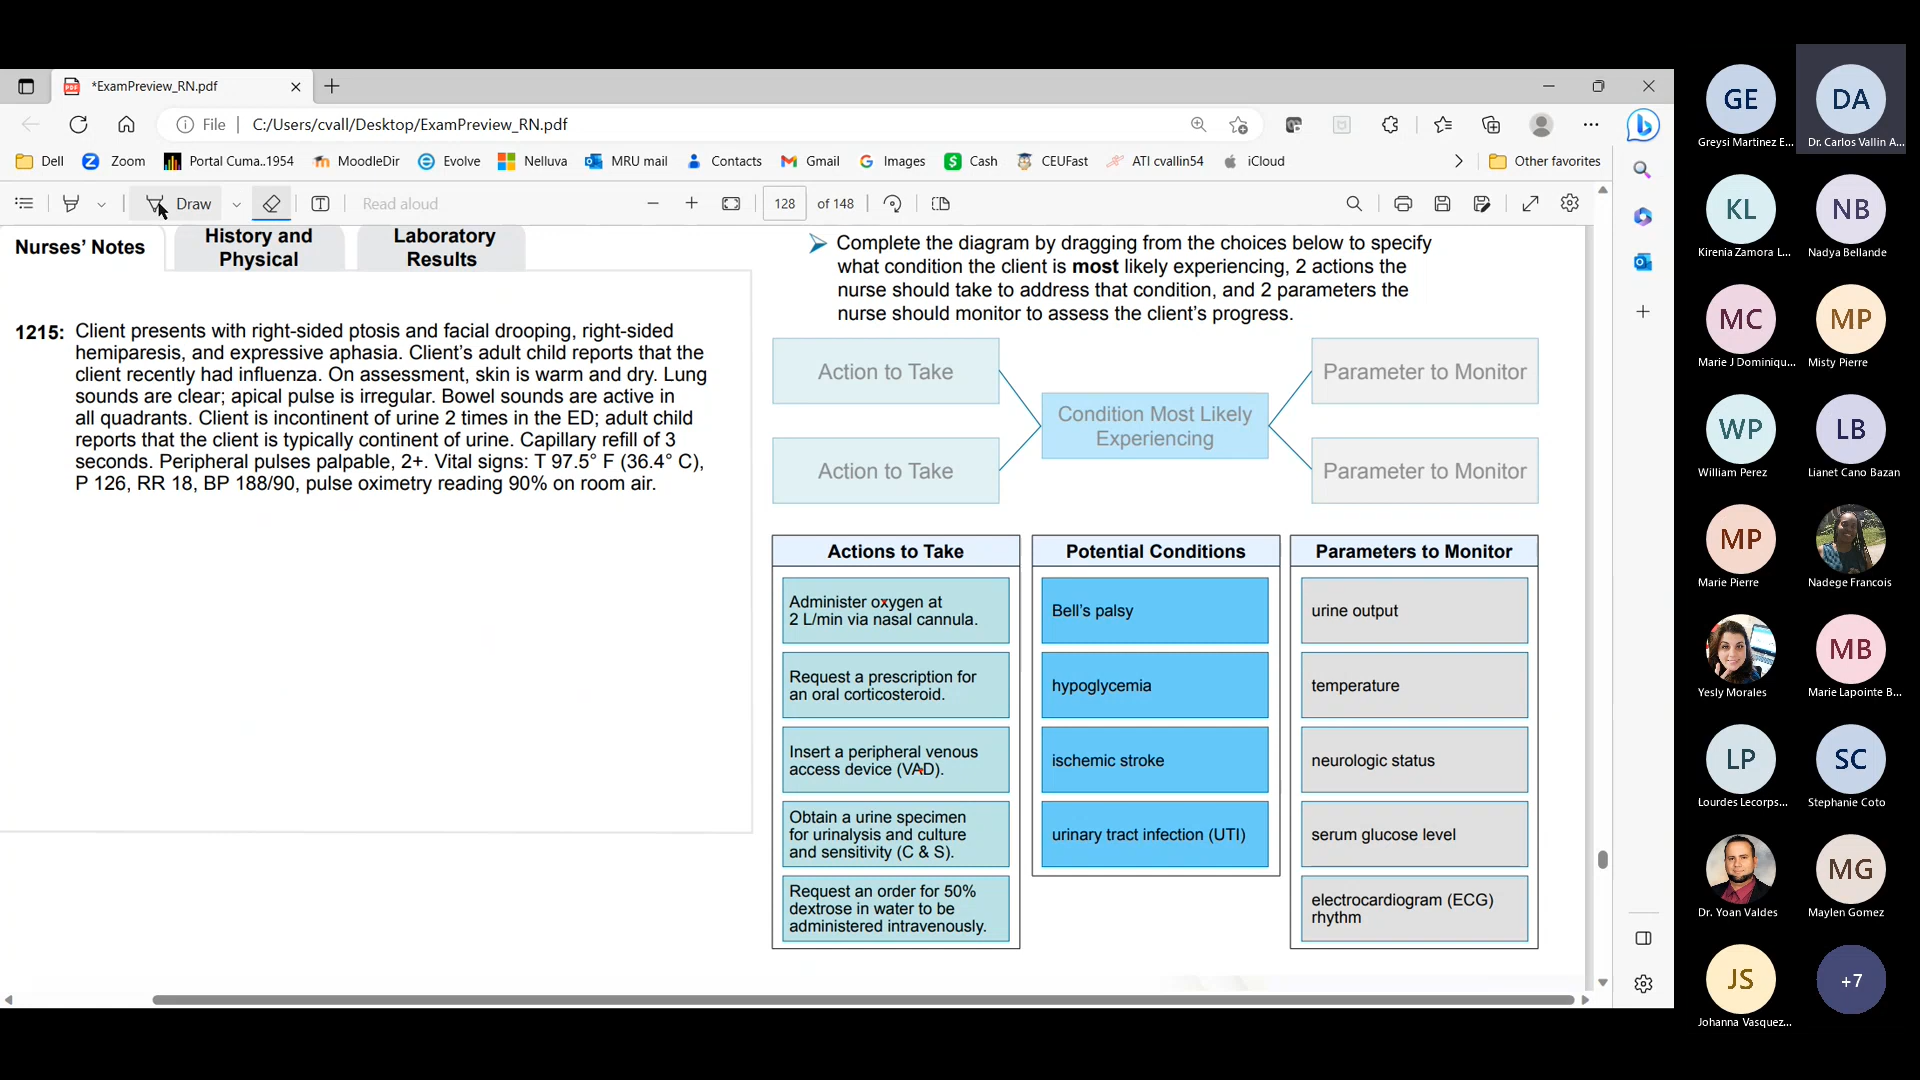 *ExamPreview_RN.pdf
File
C:/Users/cvall/Desktop/ExamPreview_RN.pdf
Dell
Zoom
Portal Cuma..1954
MoodleDir
Evolve
Nelluva
MRU mail
Contacts
Gmail
Images
Cash
CEUFast
ATI cvallin54
iCloud
Other favorites
Draw
Read aloud
128
of 148
Nurses' Notes
History and
Physical
Laboratory
Results
1215: Client presents with right-sided ptosis and facial drooping, right-sided
hemiparesis, and expressive aphasia. Client's adult child reports that the
client recently had influenza. On assessment, skin is warm and dry. Lung
sounds are clear; apical pulse is irregular. Bowel sounds are active in
all quadrants. Client is incontinent of urine 2 times in the ED; adult child
reports that the client is typically continent of urine. Capillary refill of 3
seconds. Peripheral pulses palpable, 2+. Vital signs: T 97.5° F (36.4° C),
P 126, RR 18, BP 188/90, pulse oximetry reading 90% on room air.
Complete the diagram by dragging from the choices below to specify
what condition the client is most likely experiencing, 2 actions the
nurse should take to address that condition, and 2 parameters the
nurse should monitor to assess the client's progress.
Action to Take
Action to Take
Condition Most Likely
Experiencing
Parameter to Monitor
Parameter to Monitor
Actions to Take
Administer oxygen at
2 L/min via nasal cannula.
Request a prescription for
an oral corticosteroid.
Insert a peripheral venous
access device (VAD).
Obtain a urine specimen
for urinalysis and culture
and sensitivity (C & S).
Request an order for 50%
dextrose in water to be
administered intravenously.
Potential Conditions
Bell's palsy
hypoglycemia
ischemic stroke
urinary tract infection (UTI)
Parameters to Monitor
urine output
temperature
neurologic status
serum glucose level
electrocardiogram (ECG)
rhythm
GE
Greysi Martinez E...
DA
Dr. Carlos Vallin A...
KL
Kirenia Zamora L...
NB
Nadya Bellande
MC
Marie J Dominiqu...
MP
Misty Pierre
WP
William Perez
LB
Lianet Cano Bazan
MP
Marie Pierre
Nadege Francois
Yesly Morales
MB
Marie Lapointe B...
LP
Lourdes Lecorps...
SC
Stephanie Coto
Dr. Yoan Valdes
MG
Maylen Gomez
JS
Johanna Vasquez...
+7